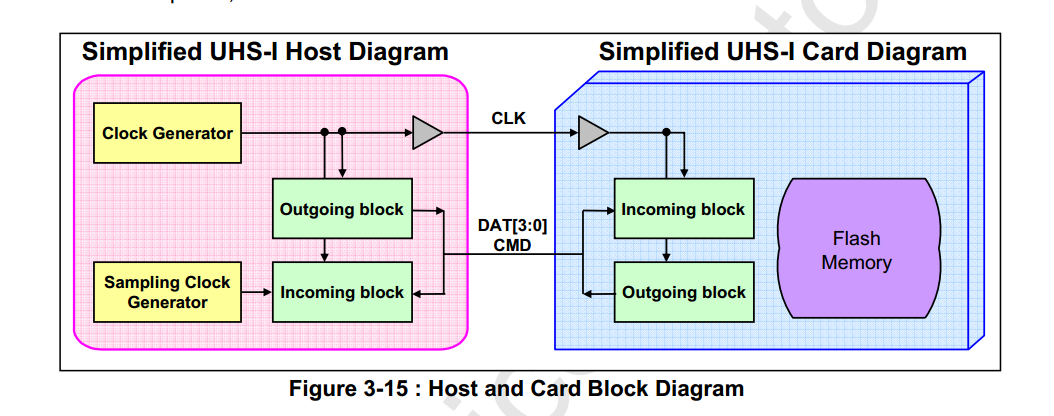 Simplified UHS-I Host Diagram
Simplified UHS-I Card Diagram
Clock Generator
CLK
Outgoing block
DAT[3:0]
CMD
Incoming block
Flash
Memory
Sampling Clock
Generator
Incoming block
Outgoing block
Figure 3-15 : Host and Card Block Diagram